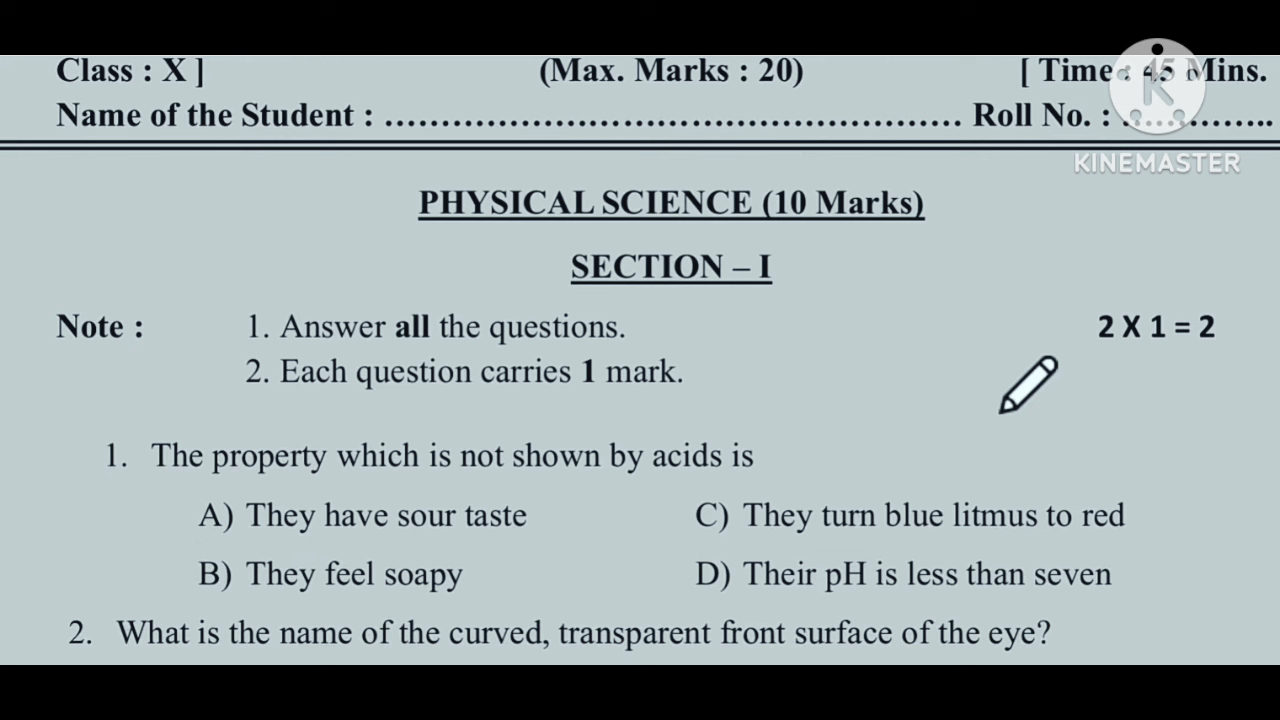 Class : X ] (Max. Marks : 20) [ Time : 45 Mins.
Name of the Student : ................................................... Roll No. : .............
KINEMASTER
PHYSICAL SCIENCE (10 Marks)
SECTION – I
Note : 1. Answer all the questions. 2 X 1 = 2
2. Each question carries 1 mark.
1. The property which is not shown by acids is
A) They have sour taste C) They turn blue litmus to red
B) They feel soapy D) Their pH is less than seven
2. What is the name of the curved, transparent front surface of the eye?